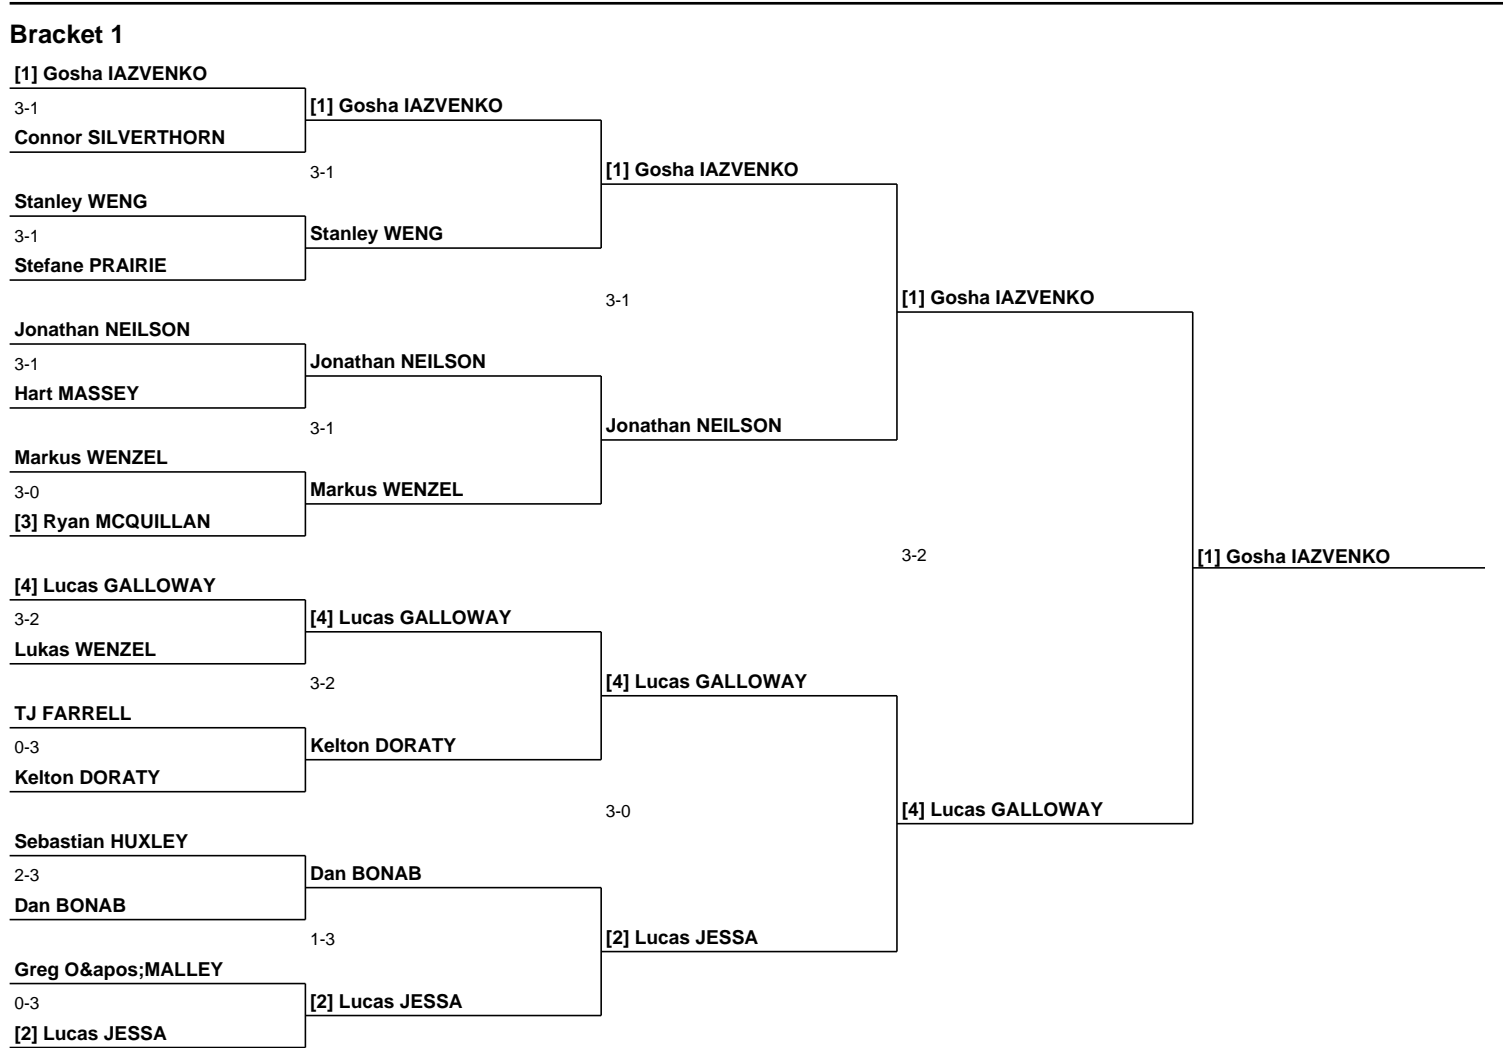 Bracket 1
[1] Gosha IAZVENKO
3-1
[1] Gosha IAZVENKO
Connor SILVERTHORN
3-1
[1] Gosha IAZVENKO
Stanley WENG
3-1
Stanley WENG
Stefane PRAIRIE
3-1
[1] Gosha IAZVENKO
Jonathan NEILSON
3-1
Jonathan NEILSON
Hart MASSEY
3-1
Jonathan NEILSON
Markus WENZEL
3-0
Markus WENZEL
[3] Ryan MCQUILLAN
3-2
[1] Gosha IAZVENKO
[4] Lucas GALLOWAY
3-2
[4] Lucas GALLOWAY
Lukas WENZEL
3-2
[4] Lucas GALLOWAY
TJ FARRELL
0-3
Kelton DORATY
Kelton DORATY
3-0
[4] Lucas GALLOWAY
Sebastian HUXLEY
2-3
Dan BONAB
Dan BONAB
1-3
[2] Lucas JESSA
Greg O&apos;MALLEY
0-3
[2] Lucas JESSA
[2] Lucas JESSA